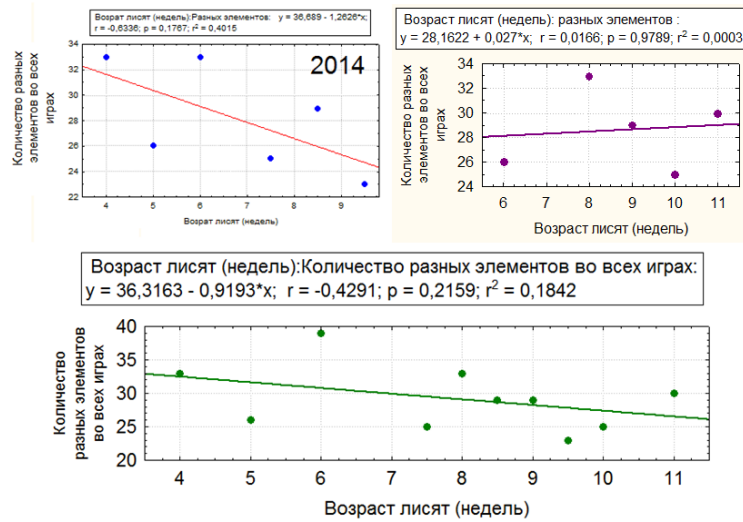 Возрат лисят (недель):Разных элементов: y = 36,689 - 1,2626*x;
r = -0,6336; p = 0,1767; r² = 0,4015
34
32
30
28
26
24
22
2014
4 5 6 7 8 9
Количество разных
элементов во всех
играх
Возрат лисят (недель)
Возраст лисят (недель): разных элементов :
y = 28,1622 + 0,027*x; r = 0,0166; p = 0,9789; r² = 0,0003
34
32
30
28
26
24
6 7 8 9 10 11
Количество разных
элементов во всех
играх
Возраст лисят (недель)
Возраст лисят (недель):Количество разных элементов во всех играх:
y = 36,3163 - 0,9193*x; r = -0,4291; p = 0,2159; r² = 0,1842
40
35
30
25
20
4 5 6 7 8 9 10 11
Количество
разных элементов
во всех играх
Возраст лисят (недель)